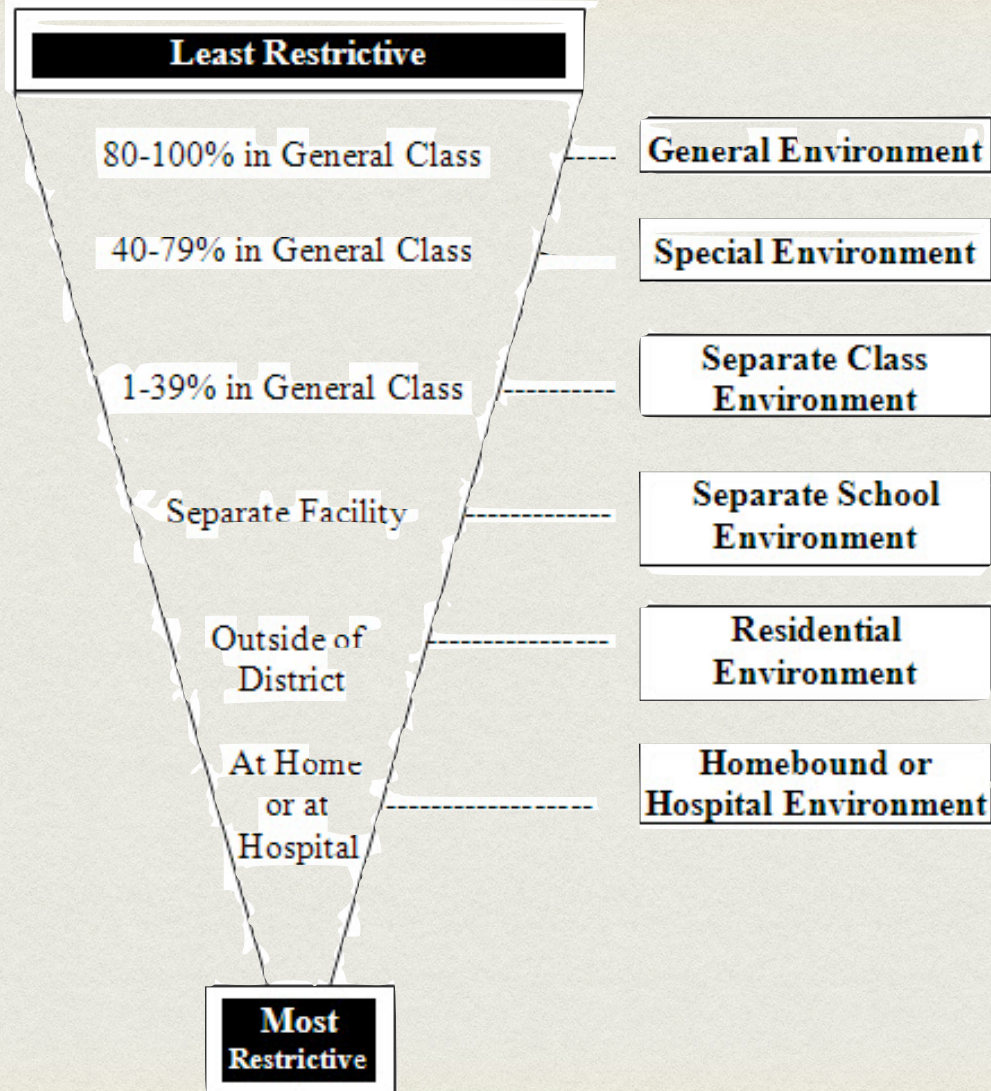 Least Restrictive
80-100% in General Class
General Environment
40-79% in General Class
Special Environment
1-39% in General Class
Separate Class
Environment
Separate Facility
Separate School
Environment
Outside of
District
Residential
Environment
At Home
or at
Hospital
Homebound or
Hospital Environment
Most
Restrictive